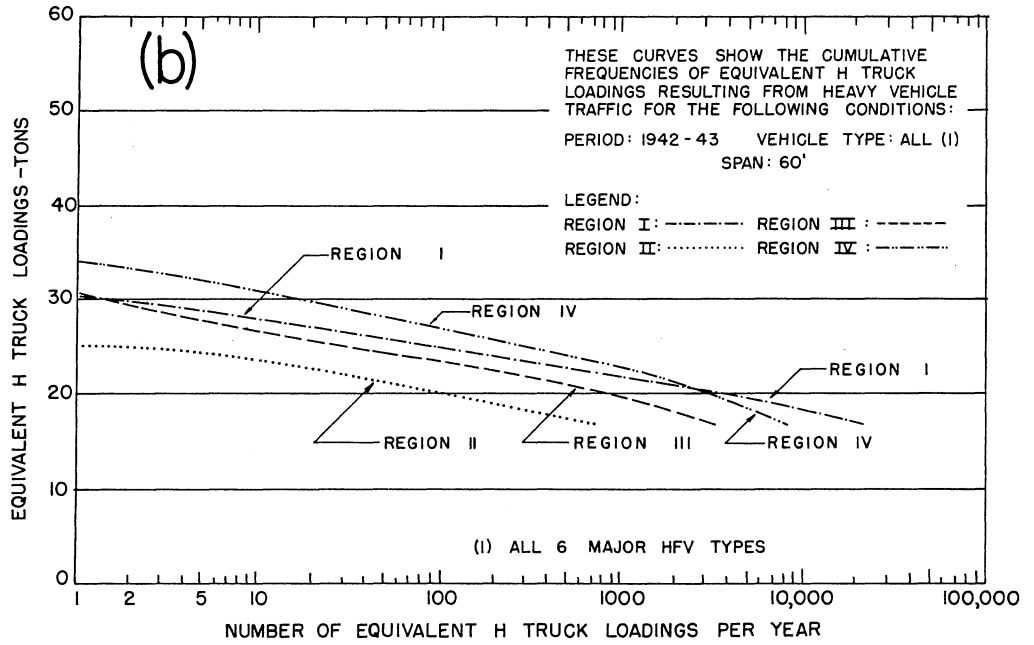 (b)
THESE CURVES SHOW THE CUMULATIVE
FREQUENCIES OF EQUIVALENT H TRUCK
LOADINGS RESULTING FROM HEAVY VEHICLE
TRAFFIC FOR THE FOLLOWING CONDITIONS:
PERIOD: 1942-43 VEHICLE TYPE: ALL (1)
SPAN: 60'
LEGEND:
REGION I: REGION III:
REGION II: REGION IV:
EQUIVALENT H TRUCK LOADINGS-TONS
60
50
40
30
20
10
0
REGION I
REGION IV
REGION I
REGION II
REGION III
REGION IV
(1) ALL 6 MAJOR HFV TYPES
1 2 5 10 100 1000 10,000 100,000
NUMBER OF EQUIVALENT H TRUCK LOADINGS PER YEAR